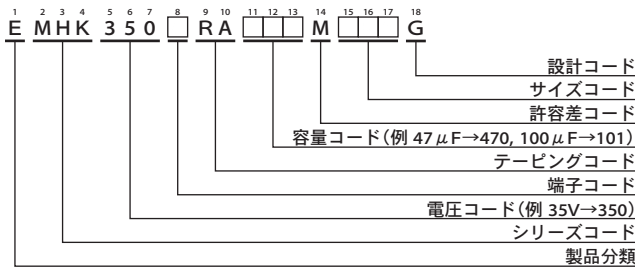 1 2 3 4 5 6 7 8 9 10 11 12 13 14 15 16 17 18
E MHK 350 □ RA □□□ M □□□ G
設計コード
サイズコード
許容差コード
容量コード(例 47μF→470, 100μF→101)
テーピングコード
端子コード
電圧コード(例 35V→350)
シリーズコード
製品分類